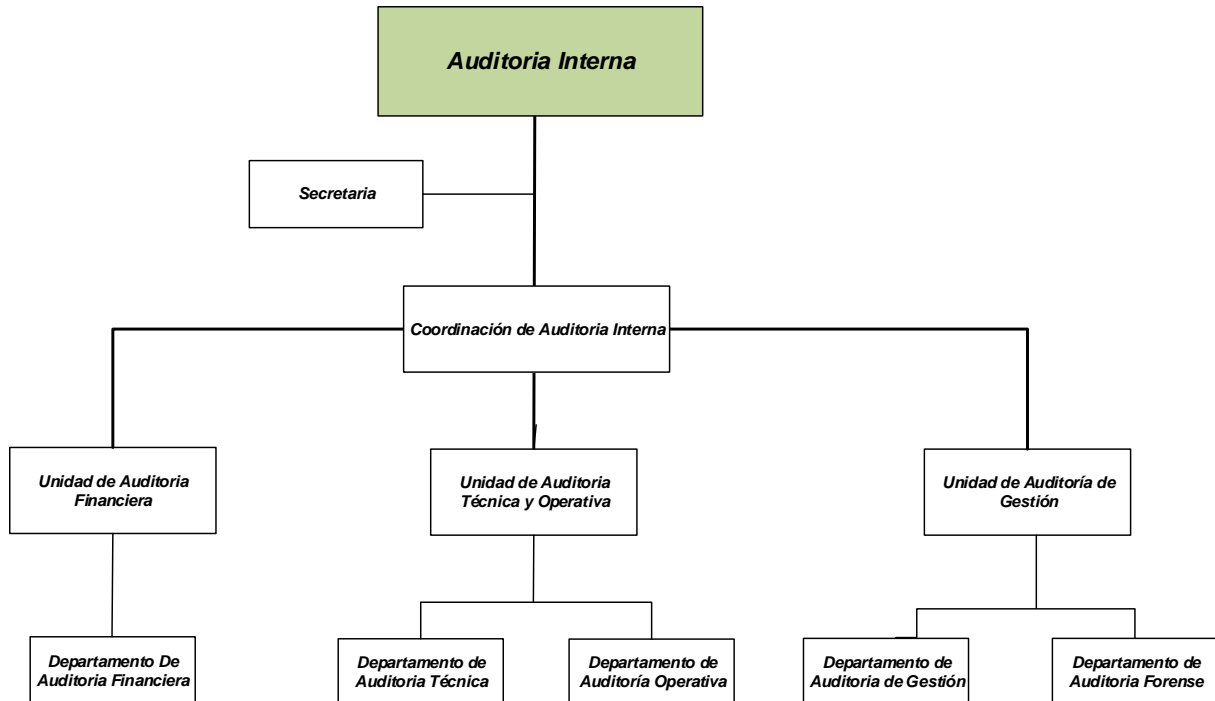 Auditoria Interna
Secretaria
Coordinación de Auditoria Interna
Unidad de Auditoria
Financiera
Unidad de Auditoria
Técnica y Operativa
Unidad de Auditoría de
Gestión
Departamento De
Auditoria Financiera
Departamento de
Auditoria Técnica
Departamento de
Auditoría Operativa
Departamento de
Auditoria de Gestión
Departamento de
Auditoria Forense